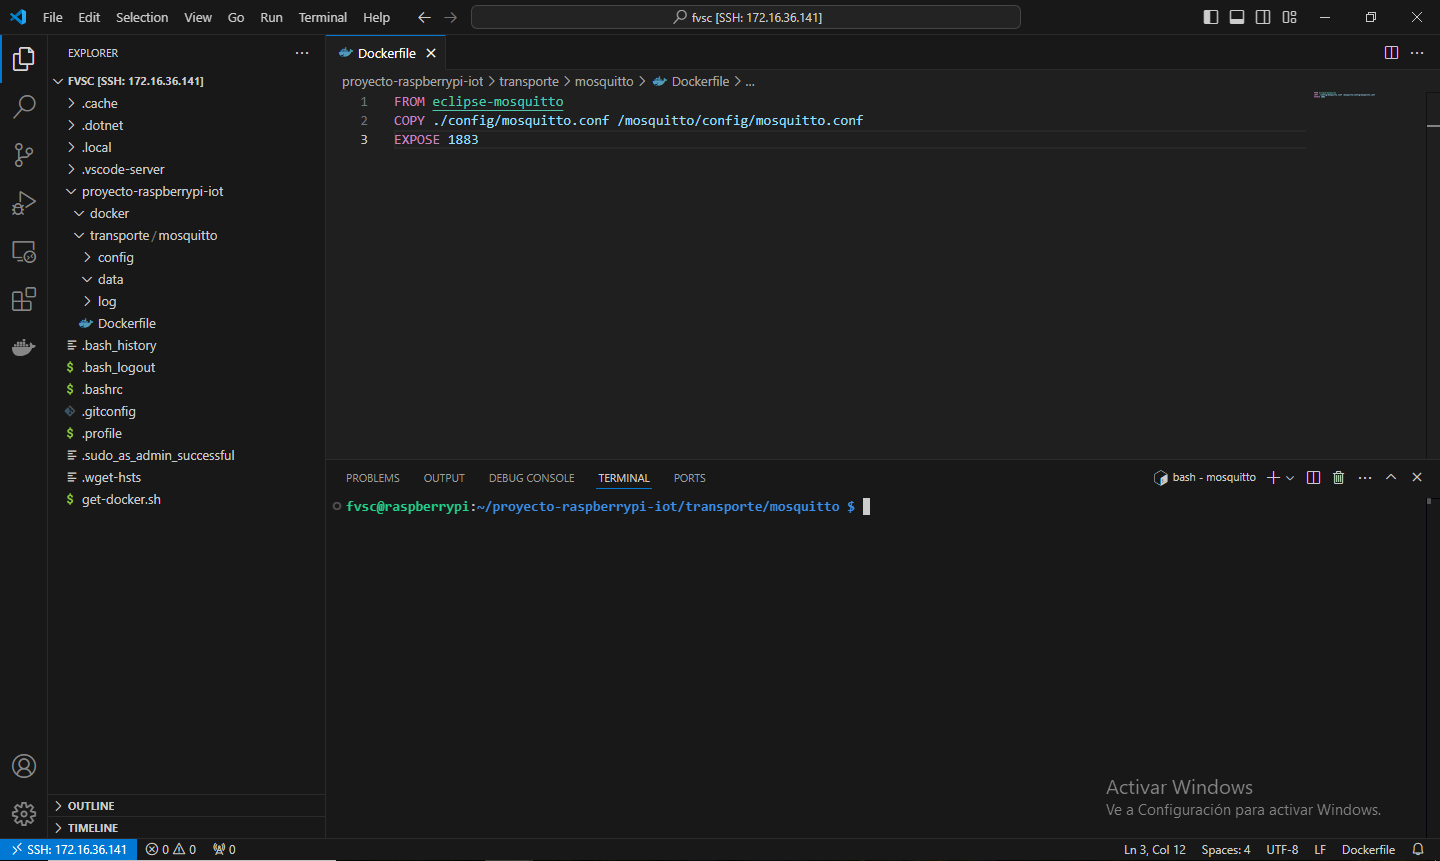 File Edit Selection View Go Run Terminal Help
fvsc [SSH: 172.16.36.141]
EXPLORER
FVSC [SSH: 172.16.36.141]
.cache
.dotnet
.local
.vscode-server
proyecto-raspberrypi-iot
docker
transporte / mosquitto
config
data
log
Dockerfile
.bash_history
.bash_logout
.bashrc
.gitconfig
.profile
.sudo_as_admin_successful
.wget-hsts
get-docker.sh
OUTLINE
TIMELINE
Dockerfile
proyecto-raspberrypi-iot > transporte > mosquitto > Dockerfile > ...
1 FROM eclipse-mosquitto
2 COPY ./config/mosquitto.conf /mosquitto/config/mosquitto.conf
3 EXPOSE 1883
PROBLEMS OUTPUT DEBUG CONSOLE TERMINAL PORTS
bash - mosquitto
fvsc@raspberrypi:~/proyecto-raspberrypi-iot/transporte/mosquitto $
Activar Windows
Ve a Configuración para activar Windows.
SSH: 172.16.36.141 0 0 0 Ln 3, Col 12 Spaces: 4 UTF-8 LF Dockerfile